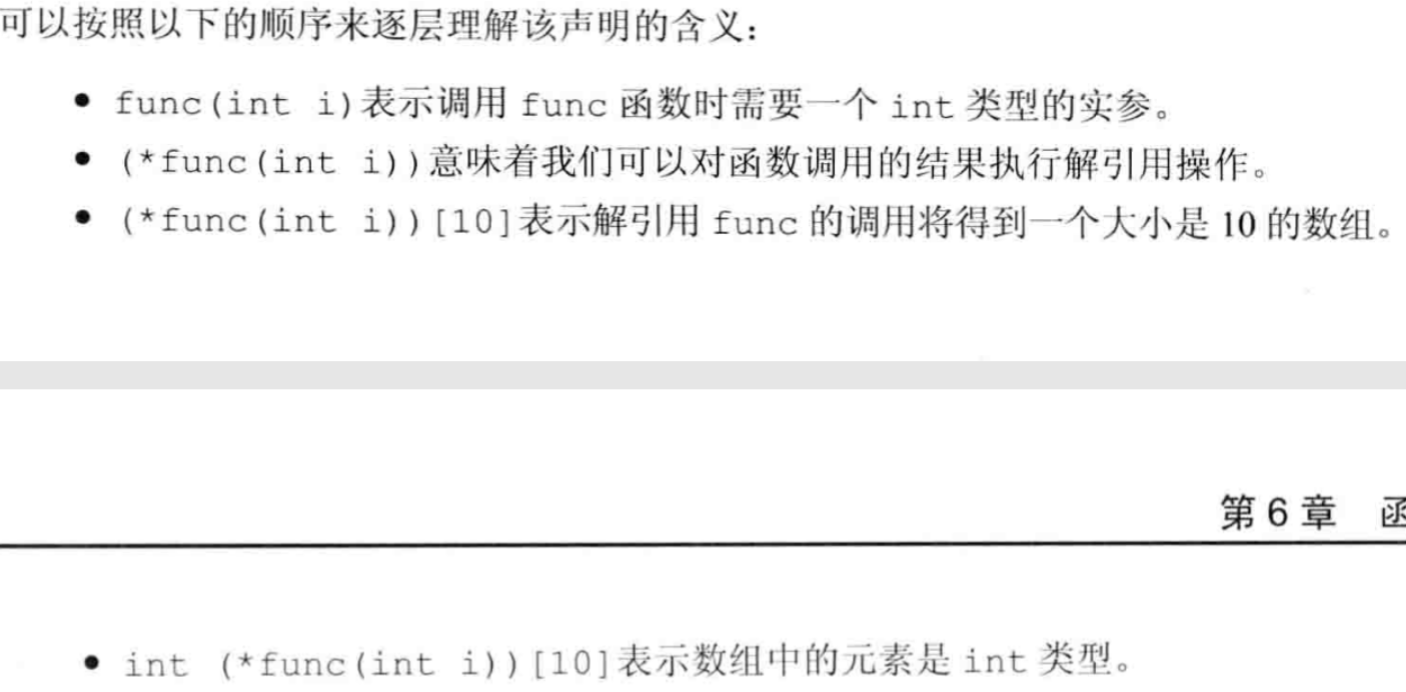 可以按照以下的顺序来逐层理解该声明的含义：
• func(int i)表示调用 func 函数时需要一个 int 类型的实参。
• (*func(int i))意味着我们可以对函数调用的结果执行解引用操作。
• (*func(int i))[10]表示解引用 func 的调用将得到一个大小是 10 的数组。
第 6 章 函
• int (*func(int i))[10]表示数组中的元素是 int 类型。